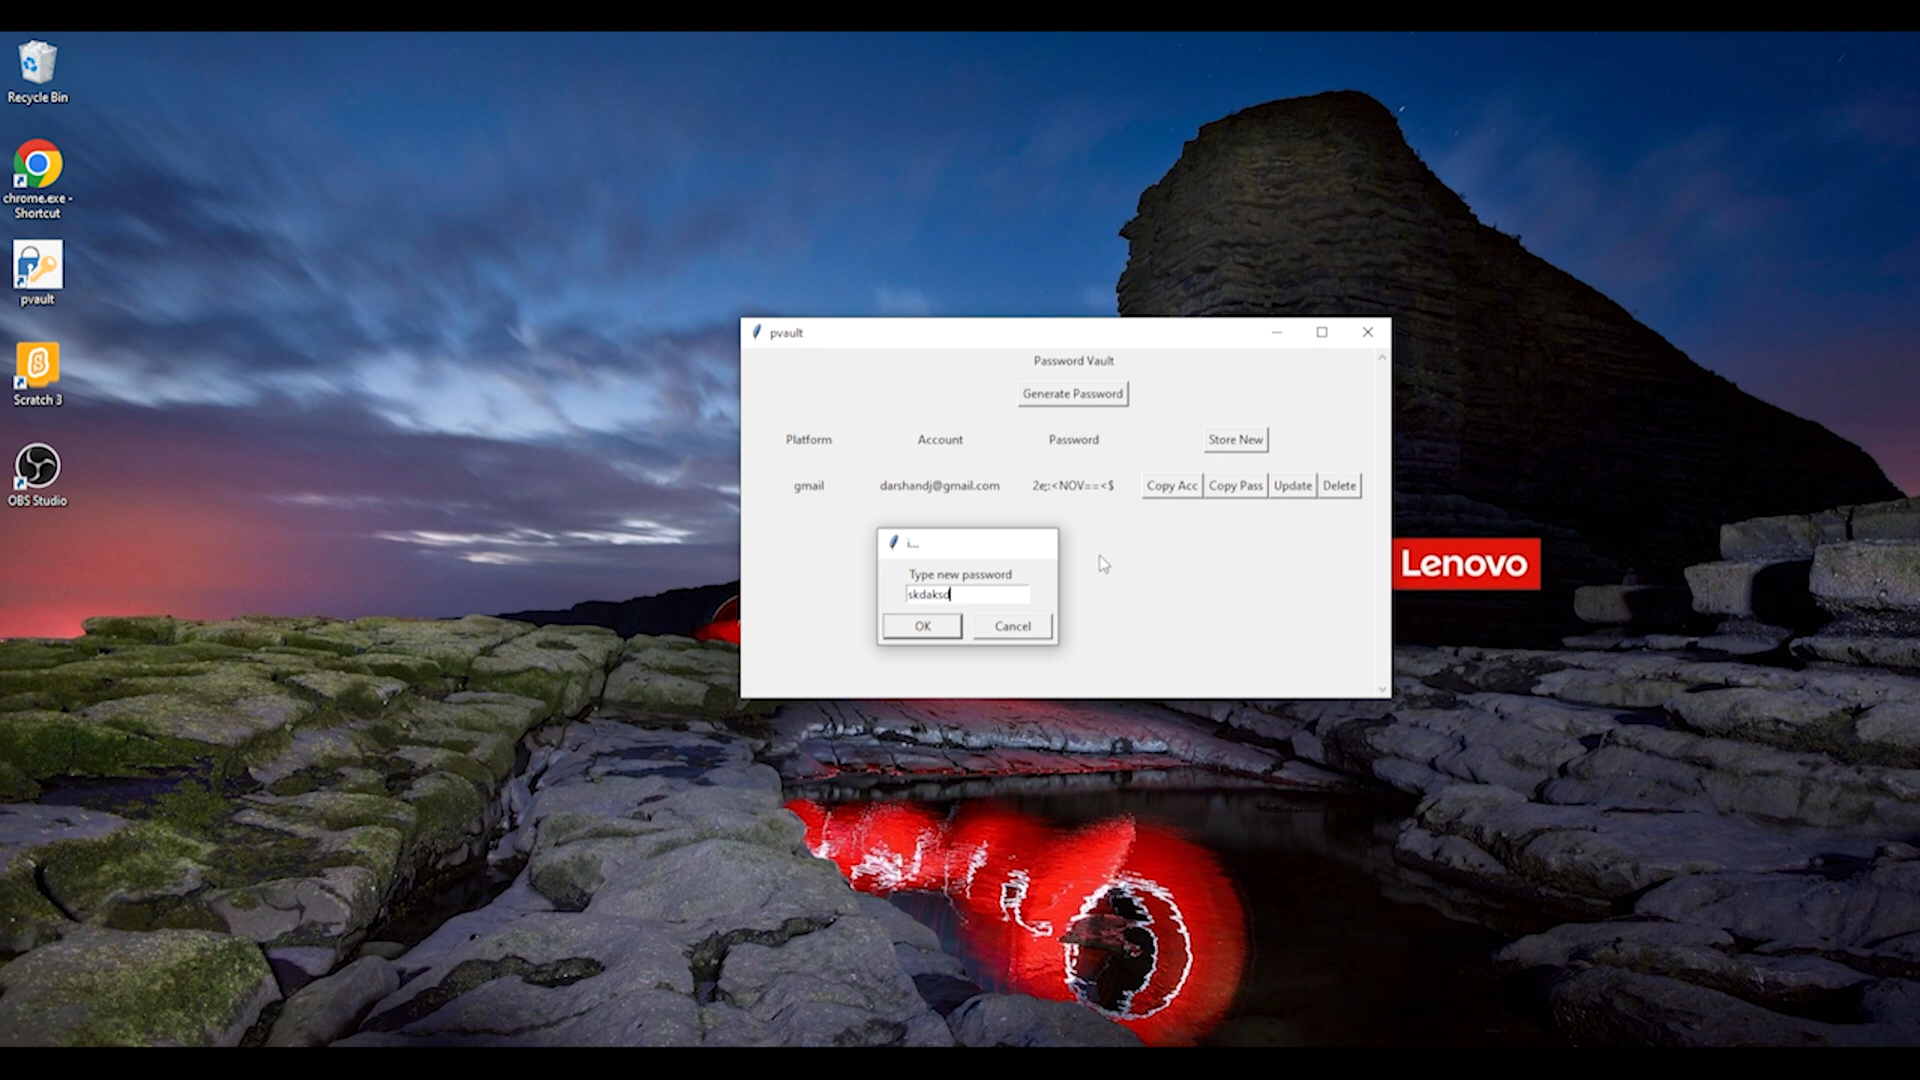 Recycle Bin
chrome.exe -
Shortcut
pvault
Scratch 3
OBS Studio
pvault
Password Vault
Generate Password
Platform Account Password Store New
gmail darshandj@gmail.com 2e;:<NOV==<$ Copy Acc Copy Pass Update Delete
i...
Type new password
skdaksd
OK Cancel
Lenovo